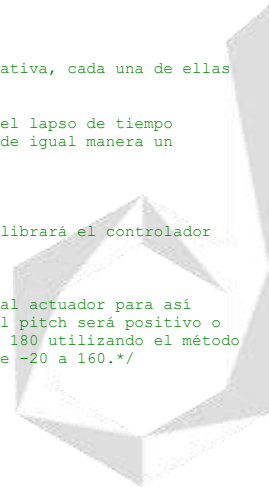 ativa, cada una de ellas
el lapso de tiempo
de igual manera un
librará el controlador
al actuador para así
l pitch será positivo o
180 utilizando el método
e -20 a 160.*/